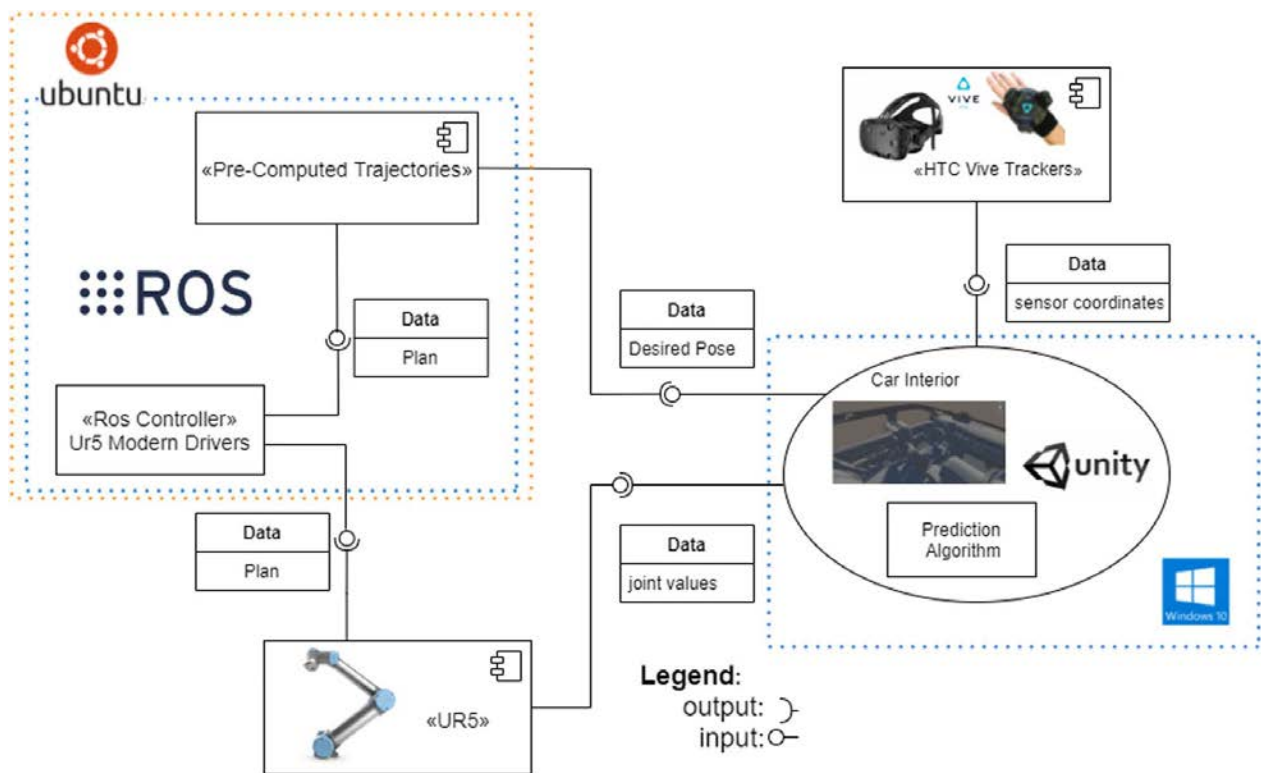 ubuntu
«Pre-Computed Trajectories»
VIVE
«HTC Vive Trackers»
ROS
Data
Plan
Data
Desired Pose
Data
sensor coordinates
«Ros Controller»
Ur5 Modern Drivers
Car Interior
unity
Prediction
Algorithm
Data
Plan
Data
joint values
Windows 10
«UR5»
Legend:
output:
input: